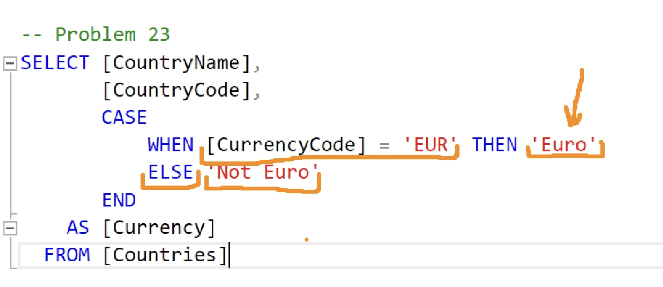 -- Problem 23
SELECT [CountryName],
[CountryCode],
CASE
WHEN [CurrencyCode] = 'EUR' THEN 'Euro'
ELSE 'Not Euro'
END
AS [Currency]
FROM [Countries]